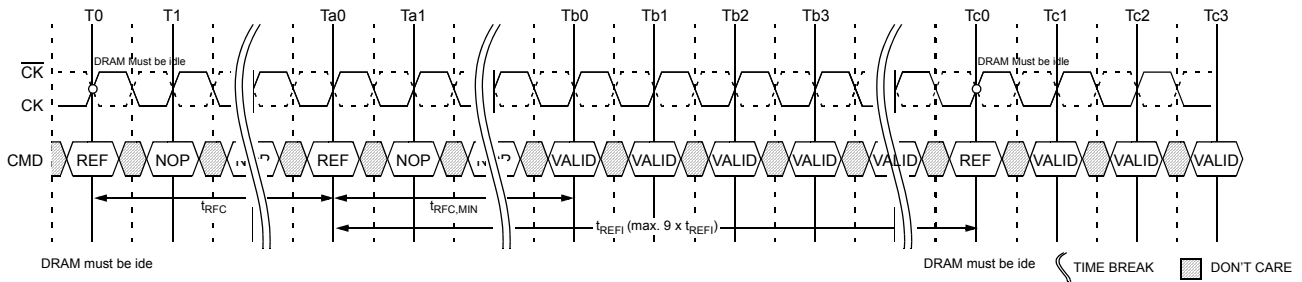 T0 T1 Ta0 Ta1 Tb0 Tb1 Tb2 Tb3 Tc0 Tc1 Tc2 Tc3
DRAM Must be idle DRAM Must be idle
CK
CK
CMD REF NOP REF NOP VALID VALID VALID VALID VALID REF VALID VALID VALID
tRFC tRFC,MIN
tREFI (max. 9 x tREFI)
DRAM must be ide DRAM must be ide TIME BREAK DON'T CARE